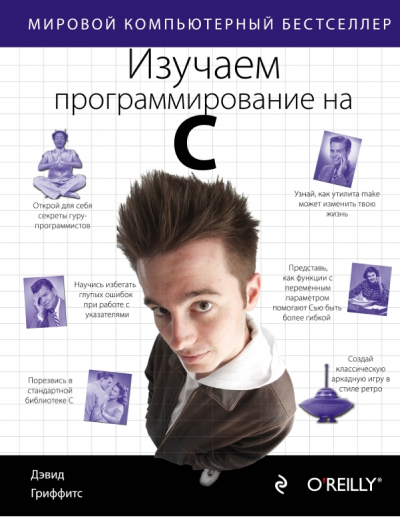 МИРОВОЙ КОМПЬЮТЕРНЫЙ БЕСТСЕЛЛЕР
Изучаем
программирование на
C
Открой для себя
секреты гуру-
программистов
Узнай, как утилита make
может изменить твою
жизнь
Научись избегать
глупых ошибок
при работе с
указателями
Представь,
как функции с
переменным
параметром
помогают Сью быть
более гибкой
Порезвись в
стандартной
библиотеке С
Создай
классическую
аркадную игру в
стиле ретро
Дэвид
Гриффитс
O'REILLY®